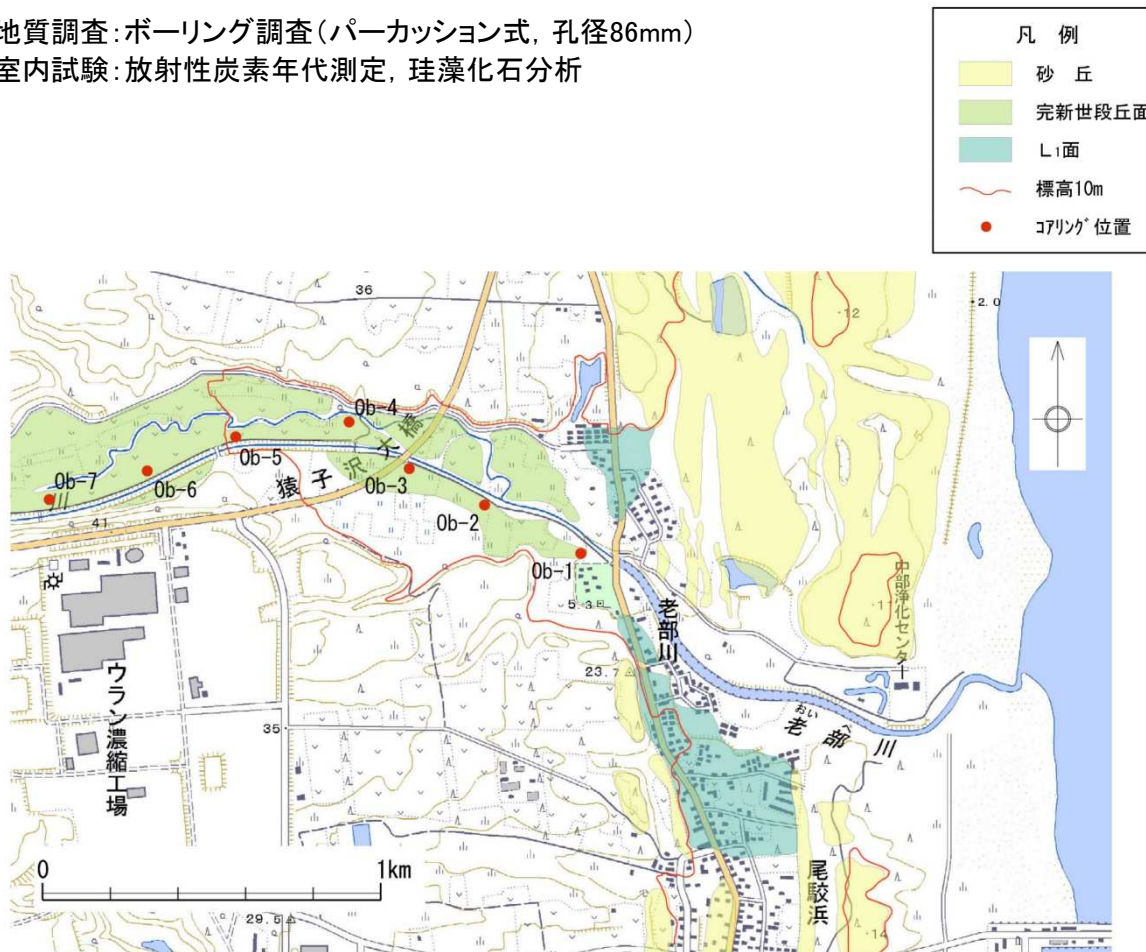 地質調査:ボーリング調査(パーカッション式, 孔径86mm)
室内試験:放射性炭素年代測定, 珪藻化石分析
凡 例
砂 丘
完新世段丘面
L1面
標高10m
コアリング位置
36
12
2.0
Ob-4
Ob-5
Ob-7
川
Ob-6
猿子沢大橋
Ob-3
Ob-2
41
Ob-1
5.3
11
中部浄化センター
老部川
23.7
ウラン濃縮工場
35
おいべ
老部川
尾駮浜
0
1km
29.5
14